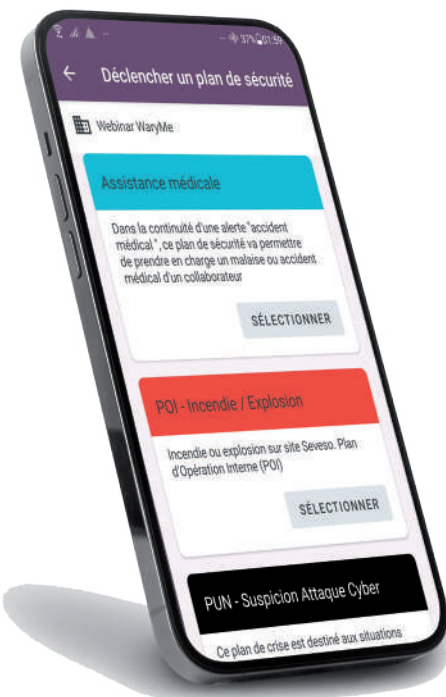 37% 01:59
Déclencher un plan de sécurité
Webinar WaryMe
Assistance médicale
Dans la continuité d'une alerte "accident
médical", ce plan de sécurité va permettre
de prendre en charge un malaise ou accident
médical d'un collaborateur
SÉLECTIONNER
POI - Incendie / Explosion
Incendie ou explosion sur site Seveso. Plan
d'Opération Interne (POI)
SÉLECTIONNER
PUN - Suspicion Attaque Cyber
Ce plan de crise est destiné aux situations